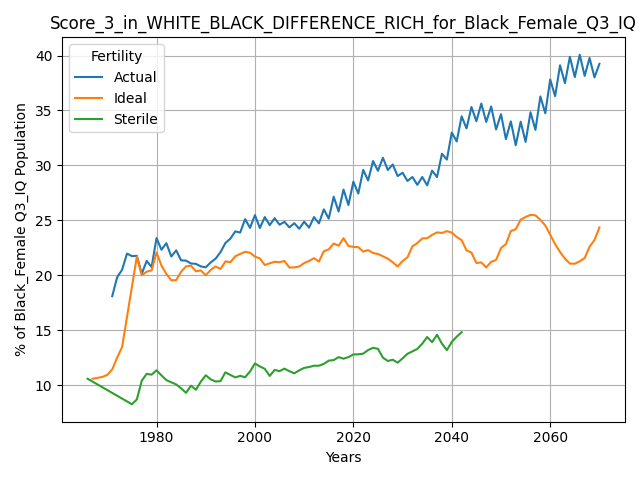 Score_3_in_WHITE_BLACK_DIFFERENCE_RICH_for_Black_Female_Q3_IQ
Fertility
Actual
Ideal
Sterile
% of Black_Female Q3_IQ Population
40
35
30
25
20
15
10
1980
2000
2020
2040
2060
Years